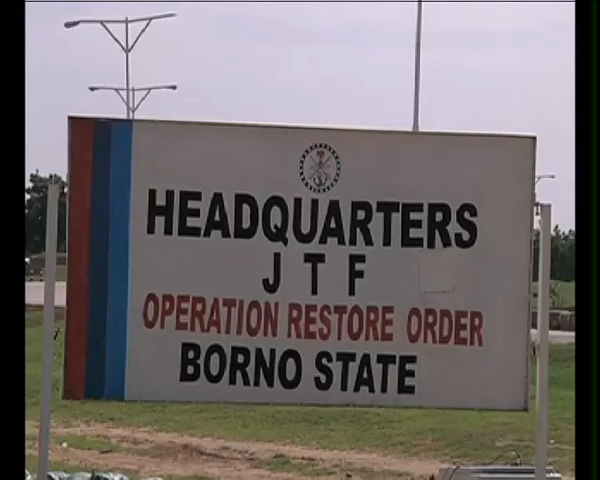 HEADQUARTERS
J T F
OPERATION RESTORE ORDER
BORNO STATE